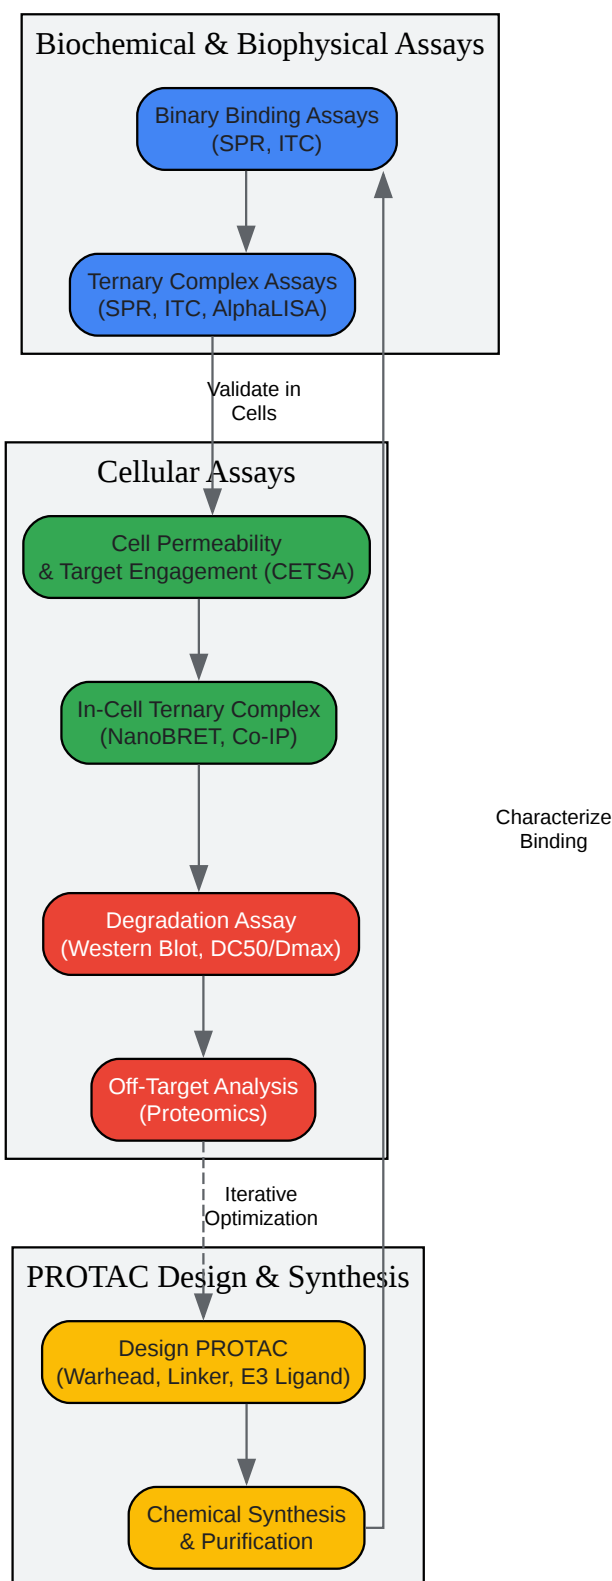 Biochemical & Biophysical Assays
Binary Binding Assays
(SPR, ITC)
Ternary Complex Assays
(SPR, ITC, AlphaLISA)
Validate in
Cells
Cellular Assays
Cell Permeability
& Target Engagement (CETSA)
In-Cell Ternary Complex
(NanoBRET, Co-IP)
Characterize
Binding
Degradation Assay
(Western Blot, DC50/Dmax)
Off-Target Analysis
(Proteomics)
Iterative
Optimization
PROTAC Design & Synthesis
Design PROTAC
(Warhead, Linker, E3 Ligand)
Chemical Synthesis
& Purification